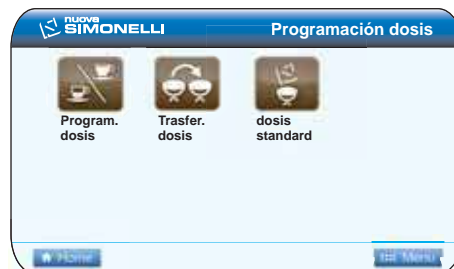 nuova
SIMONELLI
Programación dosis
Program.
dosis
Trasfer.
dosis
dosis
standard
Home
Menu